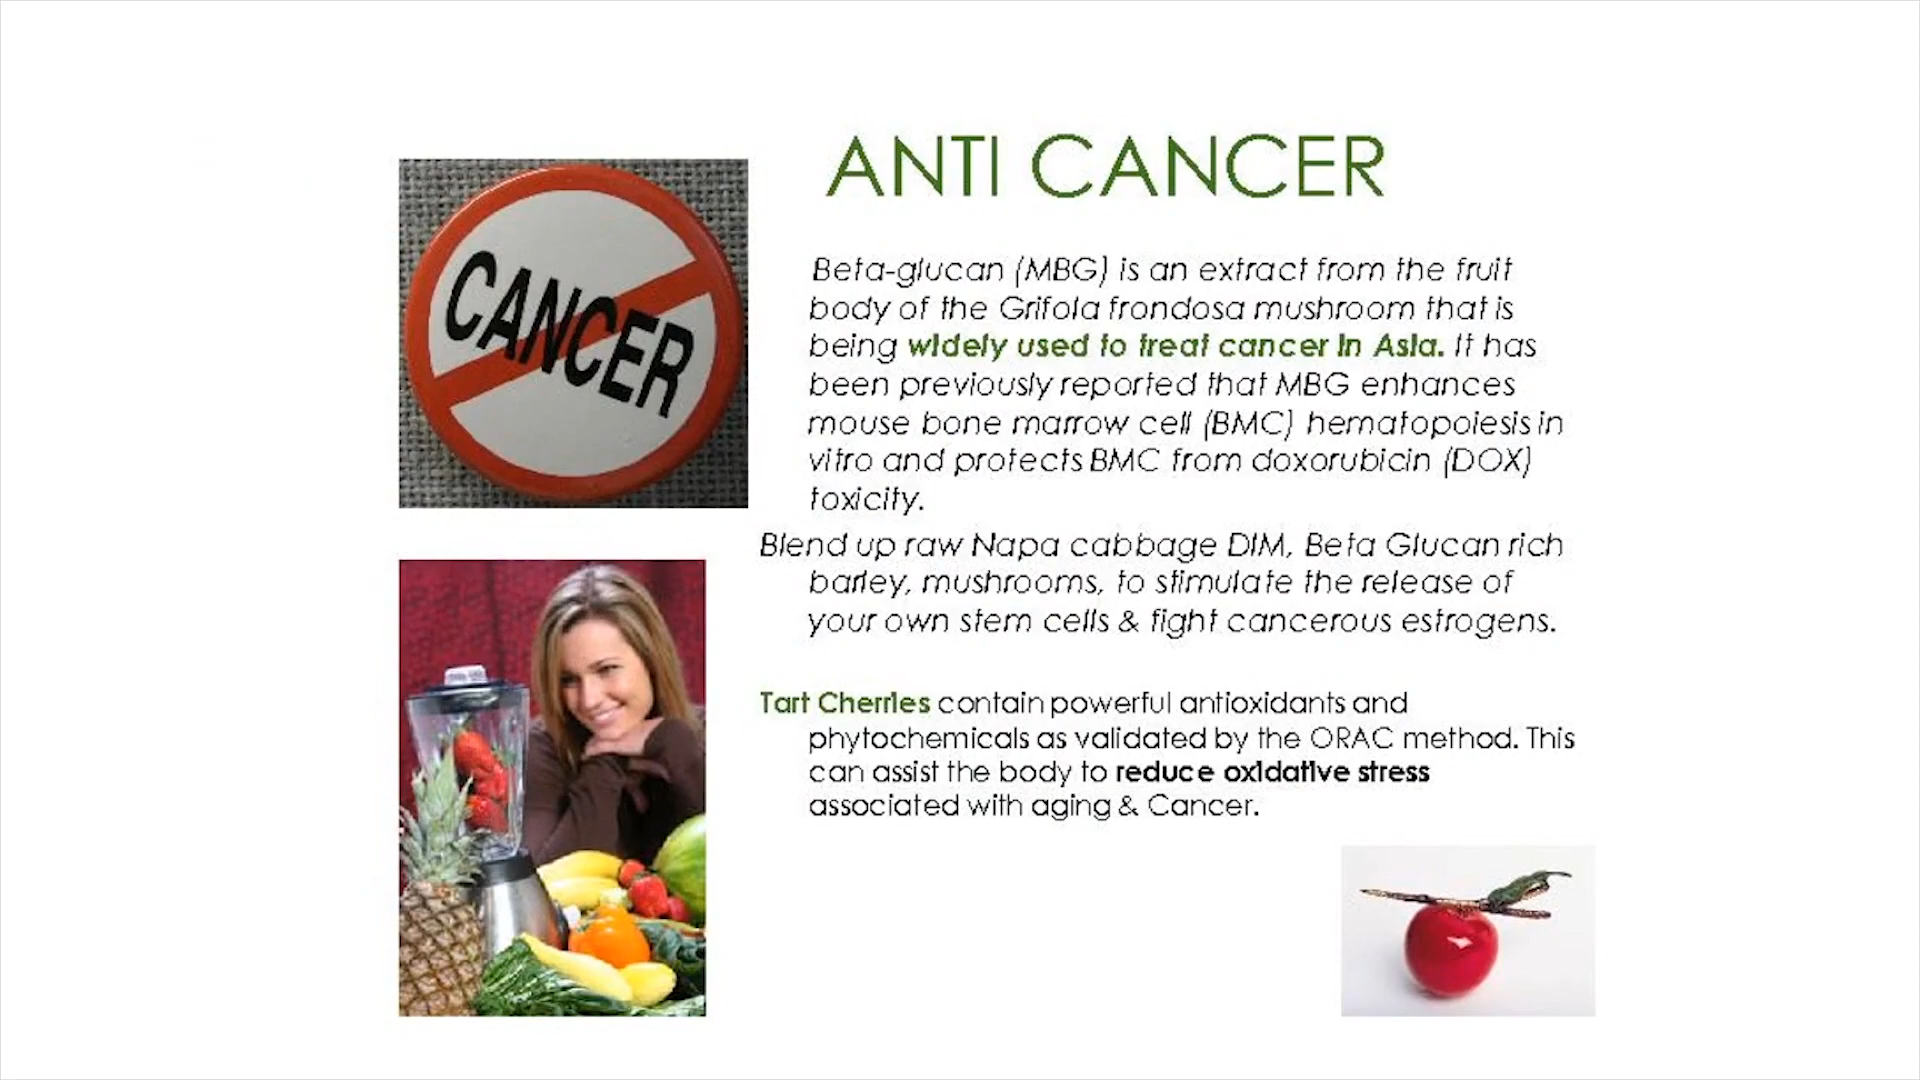 CANCER
ANTI CANCER
Beta-glucan (MBG) is an extract from the fruit
body of the Grifola frondosa mushroom that is
being widely used to treat cancer in Asia. It has
been previously reported that MBG enhances
mouse bone marrow cell (BMC) hematopoiesis in
vitro and protects BMC from doxorubicin (DOX)
toxicity.
Blend up raw Napa cabbage DIM, Beta Glucan rich
barley, mushrooms, to stimulate the release of
your own stem cells & fight cancerous estrogens.
Tart Cherries contain powerful antioxidants and
phytochemicals as validated by the ORAC method. This
can assist the body to reduce oxidative stress
associated with aging & Cancer.